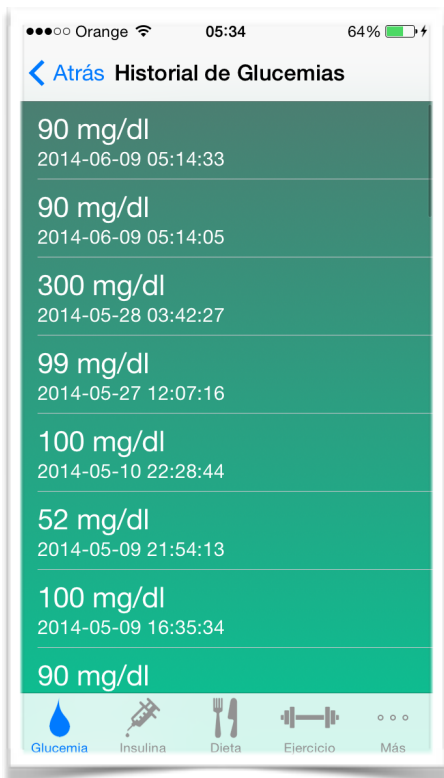 Orange 05:34 64%
Atrás Historial de Glucemias
90 mg/dl
2014-06-09 05:14:33
90 mg/dl
2014-06-09 05:14:05
300 mg/dl
2014-05-28 03:42:27
99 mg/dl
2014-05-27 12:07:16
100 mg/dl
2014-05-10 22:28:44
52 mg/dl
2014-05-09 21:54:13
100 mg/dl
2014-05-09 16:35:34
90 mg/dl
Glucemia Insulina Dieta Ejercicio Más